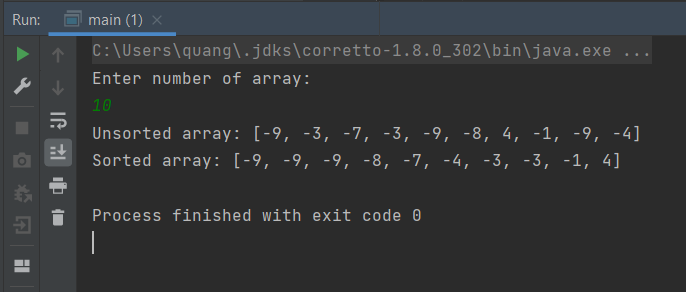 Run: main (1)
C:\Users\quang\.jdks\corretto-1.8.0_302\bin\java.exe ...
Enter number of array:
10
Unsorted array: [-9, -3, -7, -3, -9, -8, 4, -1, -9, -4]
Sorted array: [-9, -9, -9, -8, -7, -4, -3, -3, -1, 4]
Process finished with exit code 0